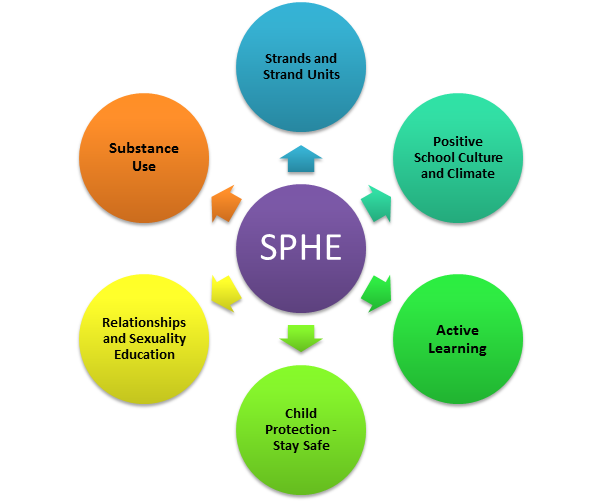 Strands and
Strand Units
Substance
Use
Positive
School Culture
and Climate
SPHE
Relationships
and Sexuality
Education
Active
Learning
Child
Protection -
Stay Safe